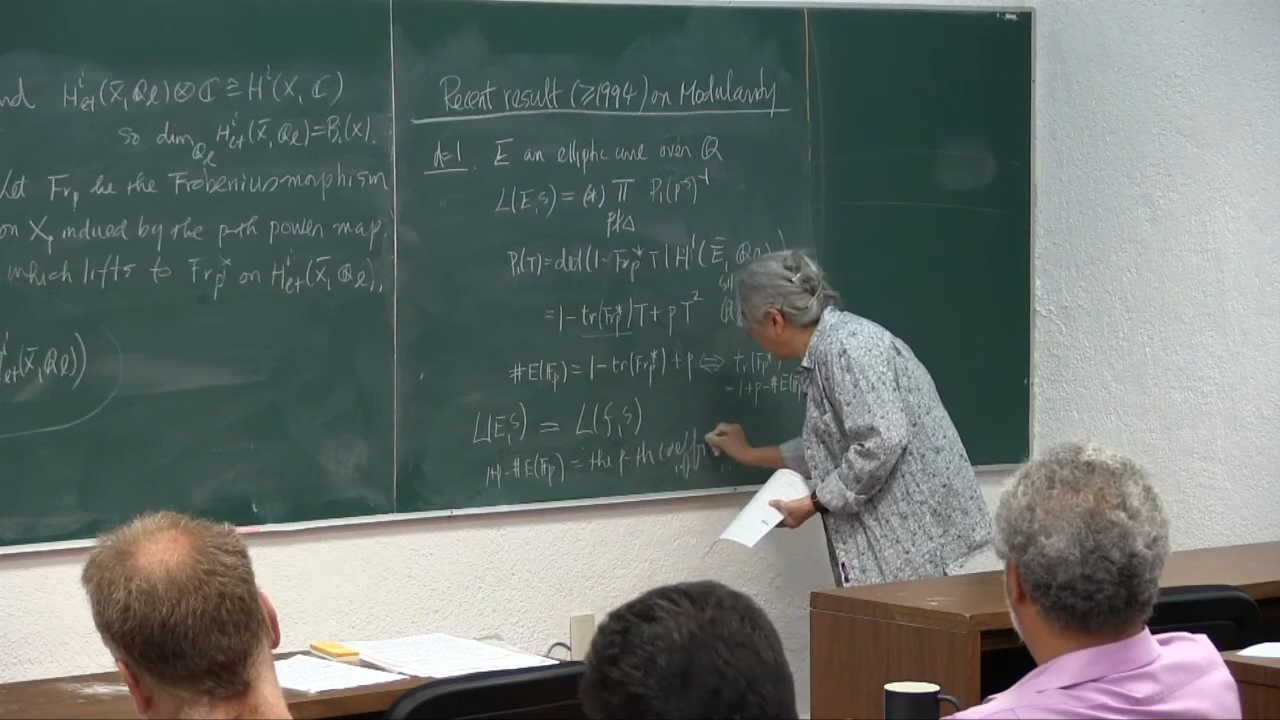 nd H^i_et(X̄, Qℓ)⊗ℂ ≅ H^i(X, ℂ)
so dim_Qℓ H^i_et(X̄, Qℓ) = B_i(X).
Let Fr_p be the Frobenius morphism
on X_p induced by the p-th power map.
which lifts to Fr_p^* on H^i_et(X̄, Qℓ),
et(X̄, Qℓ))
Recent result (≥1994) on Modularity
d=1. E an elliptic curve over Q
L(E,s) = (*) ∏_{p∤Δ} P_1(p^{-s})^{-1}
P_1(T) = det(1 - Fr_p^* T | H^1(Ē, Qℓ)
= 1 - tr(Fr_p^*)T + pT^2
#E(F_p) = 1 - tr(Fr_p^*) + p ⇔ tr(Fr_p^*
= 1+p-#E(F_p
L(E,s) = L(f,s)
1+p-#E(F_p) = the p-th coeff